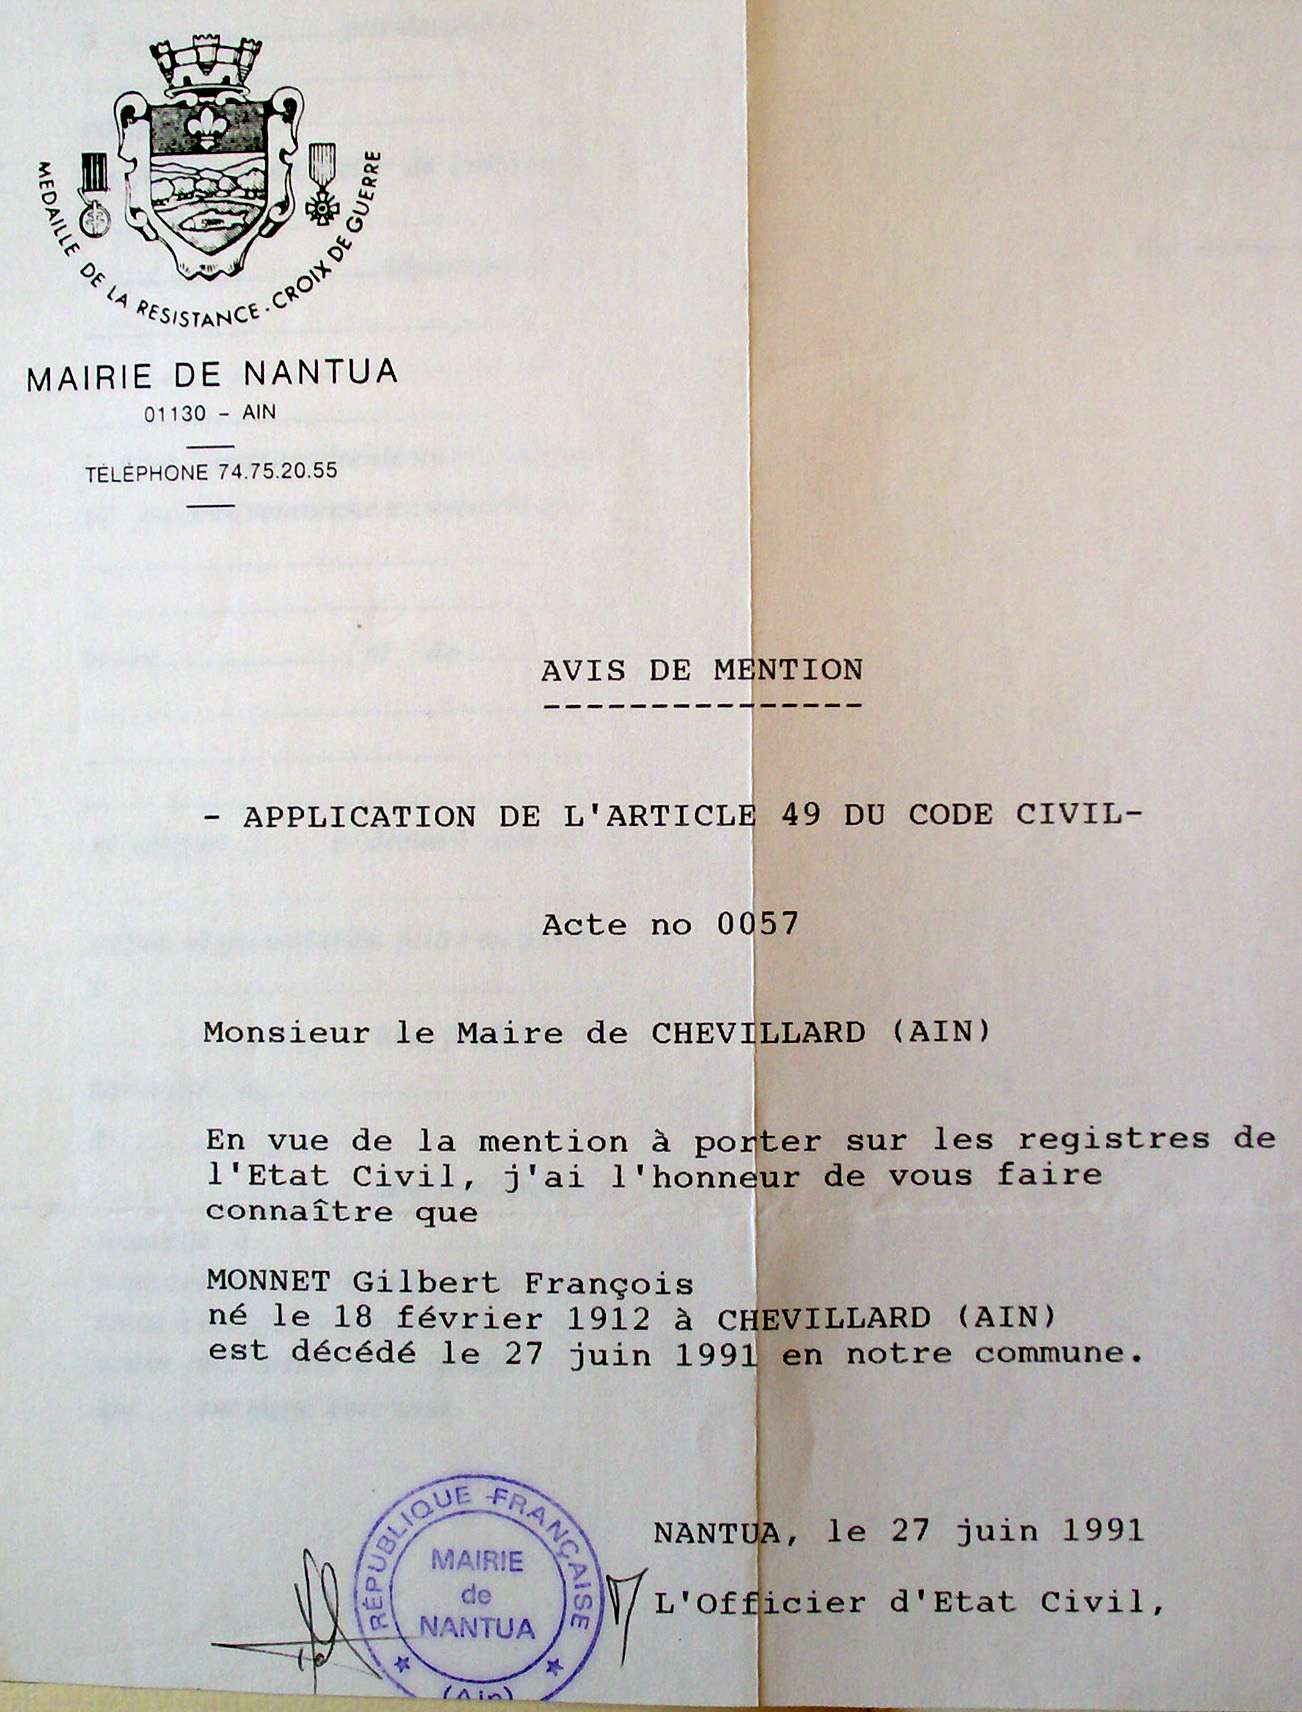 MEDAILLE DE LA RESISTANCE - CROIX DE GUERRE
MAIRIE DE NANTUA
01130 - AIN
TÉLÉPHONE 74.75.20.55
AVIS DE MENTION
---------------
- APPLICATION DE L'ARTICLE 49 DU CODE CIVIL-
Acte no 0057
Monsieur le Maire de CHEVILLARD (AIN)
En vue de la mention à porter sur les registres de
l'Etat Civil, j'ai l'honneur de vous faire
connaître que
MONNET Gilbert François
né le 18 février 1912 à CHEVILLARD (AIN)
est décédé le 27 juin 1991 en notre commune.
NANTUA, le 27 juin 1991
L'Officier d'Etat Civil,
RÉPUBLIQUE FRANÇAISE
MAIRIE
de
NANTUA
(Ain)